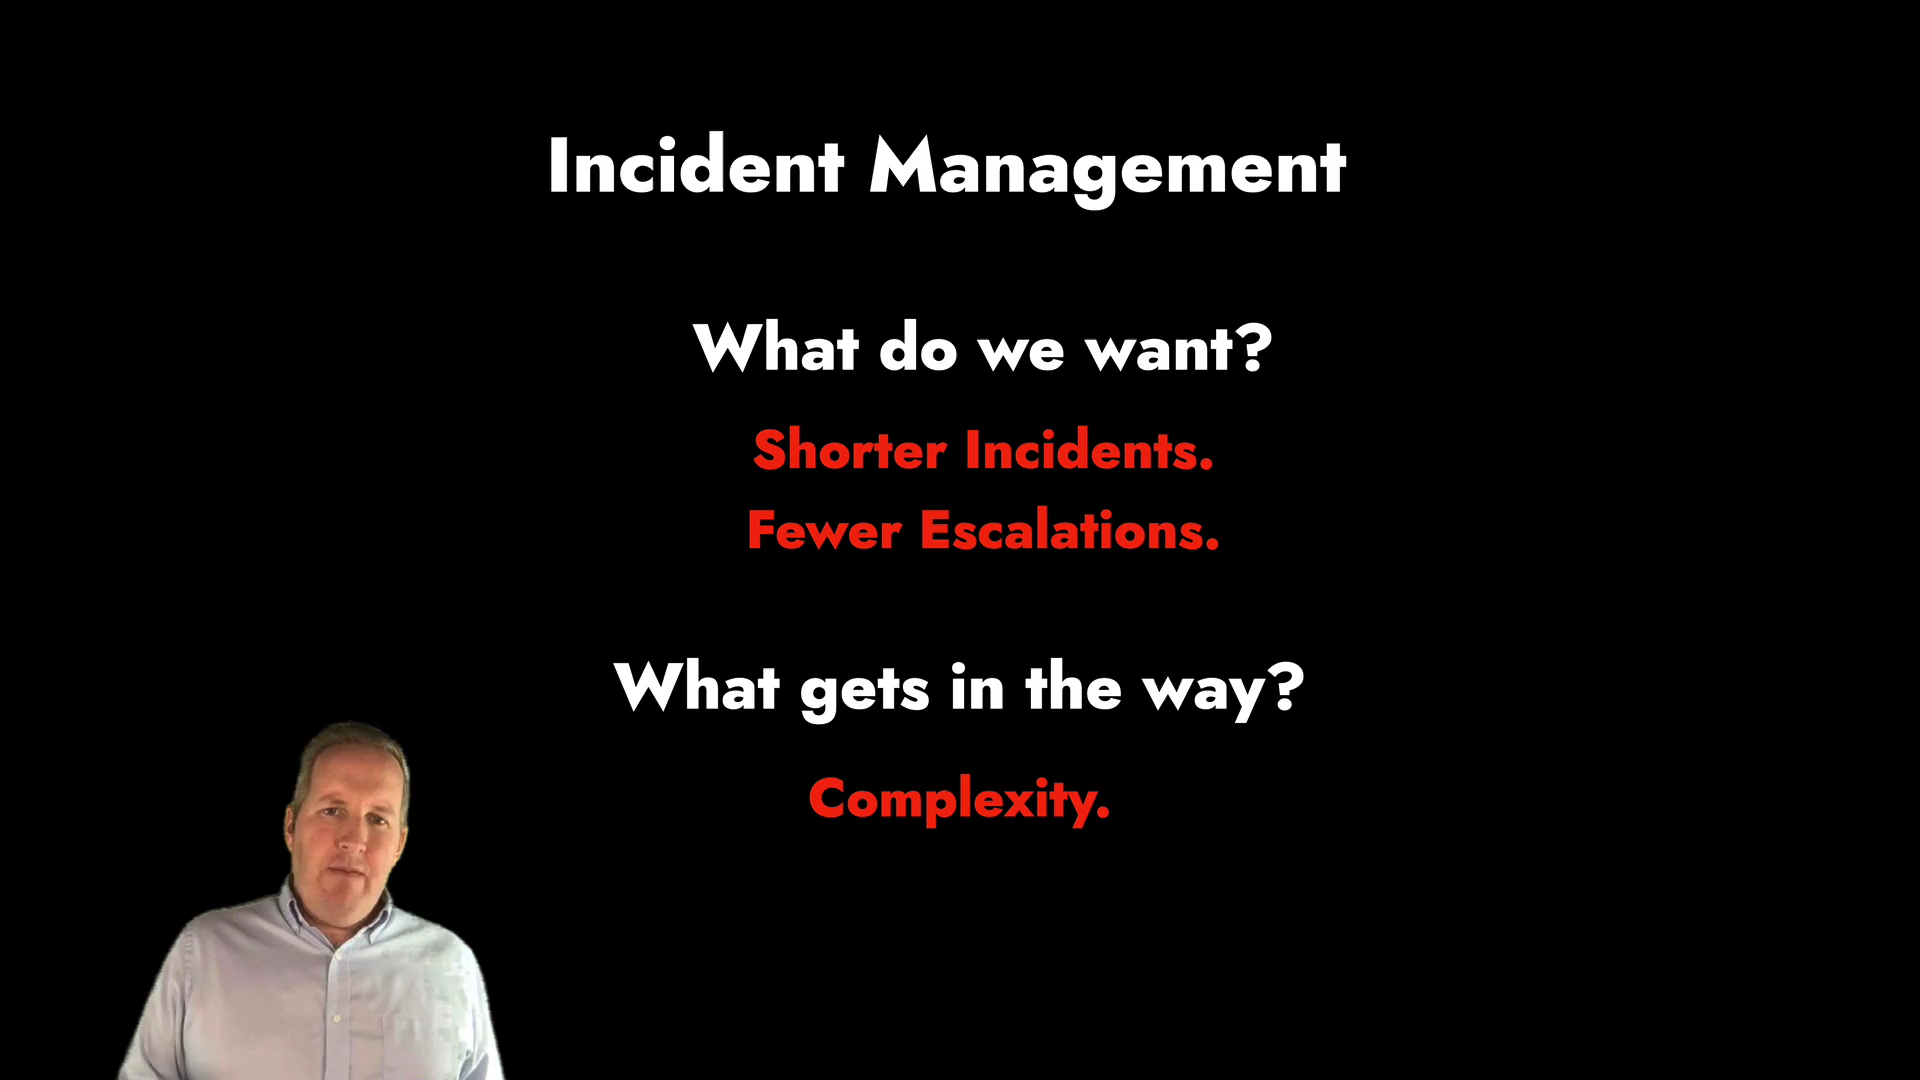 Incident Management
What do we want?
Shorter Incidents.
Fewer Escalations.
What gets in the way?
Complexity.